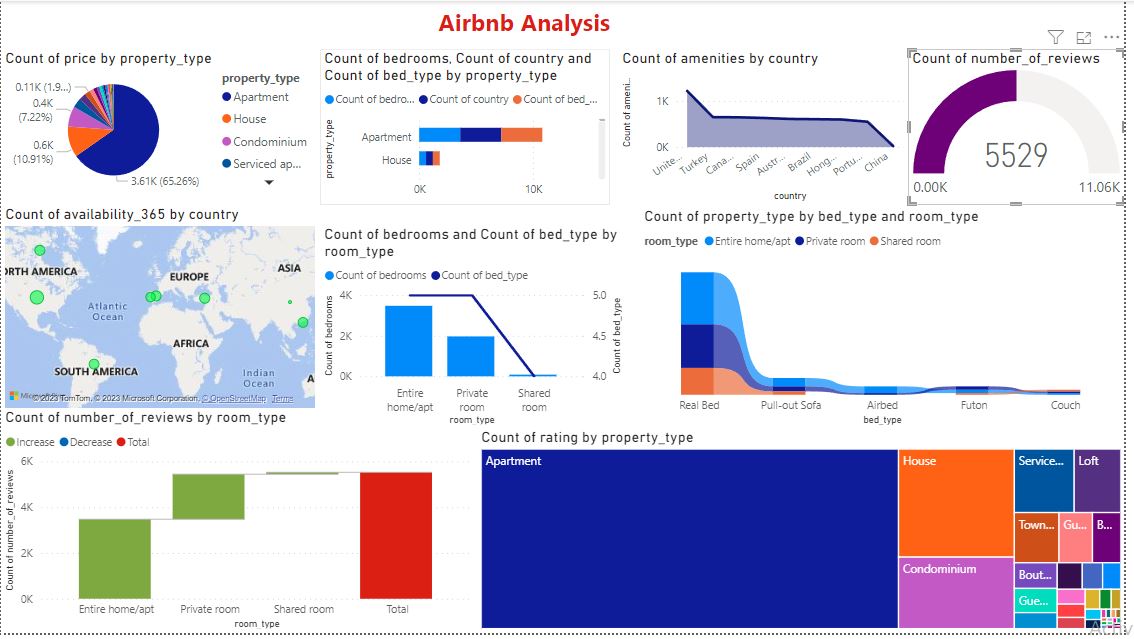 Airbnb Analysis
Count of price by property_type
0.11K (1.9...)
0.4K
(7.22%)
0.6K
(10.91%)
3.61K (65.26%)
property_type
Apartment
House
Condominium
Serviced ap...
Count of bedrooms, Count of country and
Count of bed_type by property_type
Count of bedro...
Count of country
Count of bed_...
property_type
Apartment
House
0K
10K
Count of amenities by country
Count of ameni...
1K
0K
Unite...
Turkey
Cana...
Spain
Austr...
Brazil
Hong...
Portu...
China
country
Count of number_of_reviews
5529
0.00K
11.06K
Count of availability_365 by country
ORTH AMERICA
EUROPE
ASIA
Atlantic
Ocean
AFRICA
SOUTH AMERICA
Indian
Ocean
A
© 2023 TomTom, © 2023 Microsoft Corporation, © OpenStreetMap Terms
Count of bedrooms and Count of bed_type by
room_type
Count of bedrooms
Count of bed_type
Count of bedrooms
4K
2K
0K
5.0
4.5
4.0
Count of bed_type
Entire
home/apt
Private
room
Shared
room
room_type
Count of property_type by bed_type and room_type
room_type
Entire home/apt
Private room
Shared room
Real Bed
Pull-out Sofa
Airbed
Futon
Couch
bed_type
Count of number_of_reviews by room_type
Increase
Decrease
Total
Count of number_of_reviews
6K
4K
2K
0K
Entire home/apt
Private room
Shared room
Total
room_type
Count of rating by property_type
Apartment
House
Condominium
Service...
Loft
Town...
Gu...
B...
Bout...
Gue...